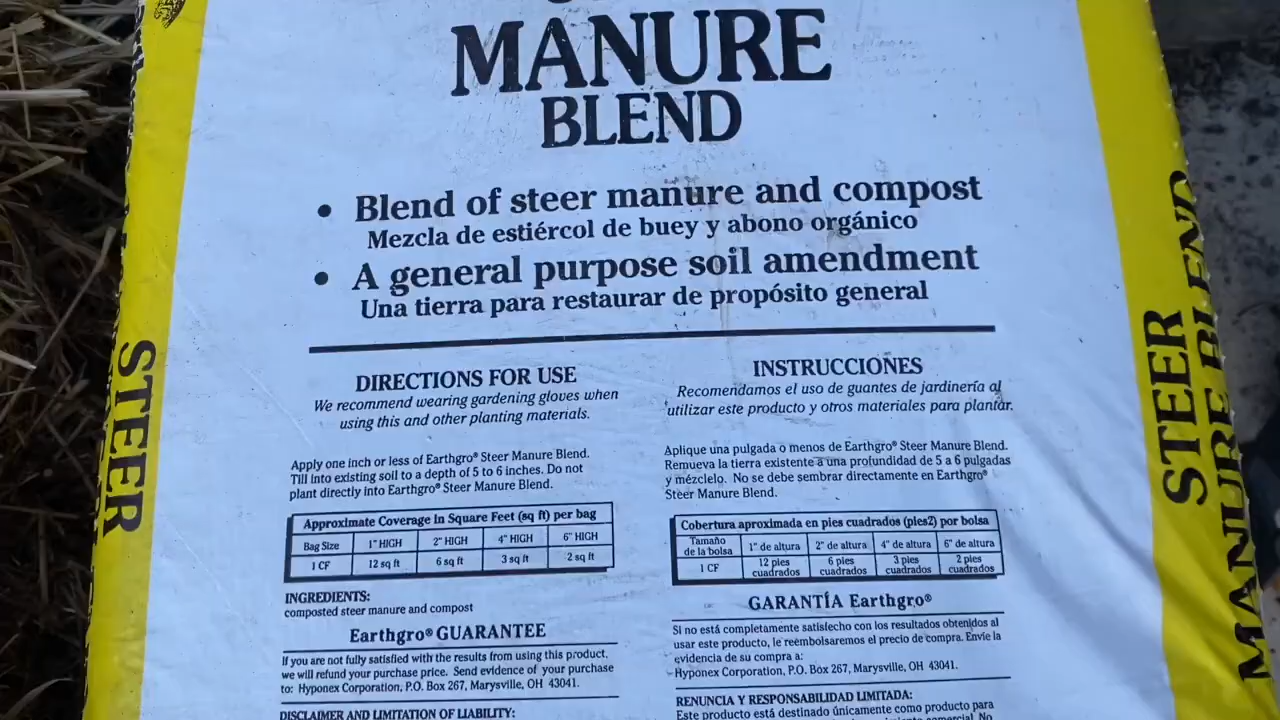 MANURE
BLEND
• Blend of steer manure and compost
Mezcla de estiércol de buey y abono orgánico
• A general purpose soil amendment
Una tierra para restaurar de propósito general
DIRECTIONS FOR USE
We recommend wearing gardening gloves when
using this and other planting materials.
Apply one inch or less of Earthgro® Steer Manure Blend.
Till into existing soil to a depth of 5 to 6 inches. Do not
plant directly into Earthgro® Steer Manure Blend.
Approximate Coverage in Square Feet (sq ft) per bag
Bag Size 1" HIGH 2" HIGH 4" HIGH 6" HIGH
1 CF 12 sq ft 6 sq ft 3 sq ft 2 sq ft
INGREDIENTS:
composted steer manure and compost
Earthgro® GUARANTEE
If you are not fully satisfied with the results from using this product,
we will refund your purchase price. Send evidence of your purchase
to: Hyponex Corporation, P.O. Box 267, Marysville, OH 43041.
DISCLAIMER AND LIMITATION OF LIABILITY:
INSTRUCCIONES
Recomendamos el uso de guantes de jardinería al
utilizar este producto y otros materiales para plantar.
Aplique una pulgada o menos de Earthgro® Steer Manure Blend.
Remueva la tierra existente a una profundidad de 5 a 6 pulgadas
y mézclelo. No se debe sembrar directamente en Earthgro®
Steer Manure Blend.
Cobertura aproximada en pies cuadrados (pies2) por bolsa
Tamaño
de la bolsa 1" de altura 2" de altura 4" de altura 6" de altura
1 CF 12 pies
cuadrados 6 pies
cuadrados 3 pies
cuadrados 2 pies
cuadrados
GARANTÍA Earthgro®
Si no está completamente satisfecho con los resultados obtenidos al
usar este producto, le reembolsaremos el precio de compra. Envíe la
evidencia de su compra a:
Hyponex Corporation, P.O. Box 267, Marysville, OH 43041.
RENUNCIA Y RESPONSABILIDAD LIMITADA:
Este producto está destinado únicamente como producto para
comercial. No
STEER
STEER
MANURE BLEND